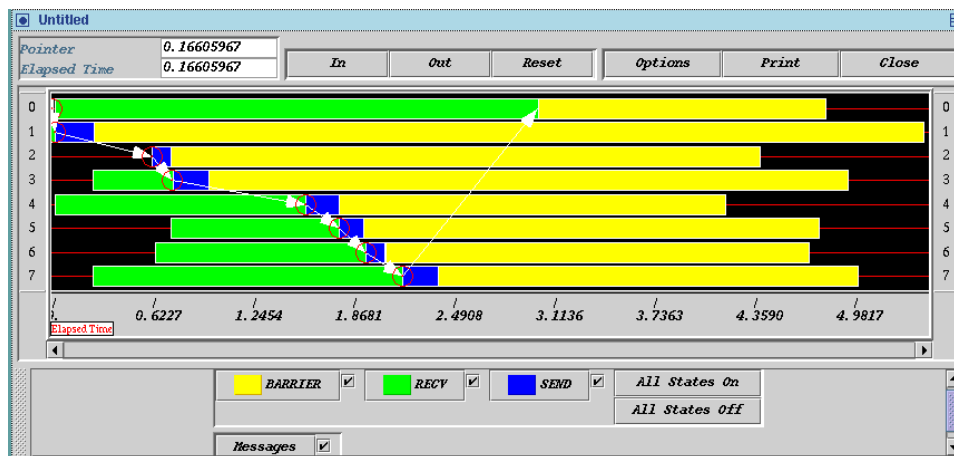 Untitled
Pointer 0.16605967
Elapsed Time 0.16605967
In Out Reset Options Print Close
0 0
1 1
2 2
3 3
4 4
5 5
6 6
7 7
0. 0.6227 1.2454 1.8681 2.4908 3.1136 3.7363 4.3590 4.9817
Elapsed Time
BARRIER RECV SEND All States On
All States Off
Messages